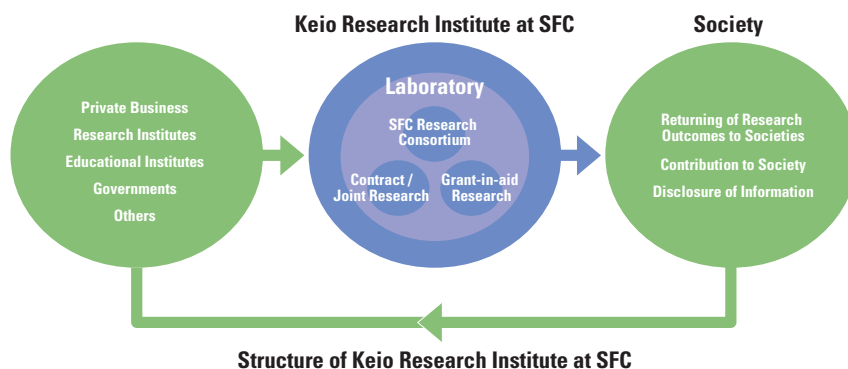 Keio Research Institute at SFC
Society
Private Business
Research Institutes
Educational Institutes
Governments
Others
Laboratory
SFC Research
Consortium
Contract /
Joint Research
Grant-in-aid
Research
Returning of Research
Outcomes to Societies
Contribution to Society
Disclosure of Information
Structure of Keio Research Institute at SFC